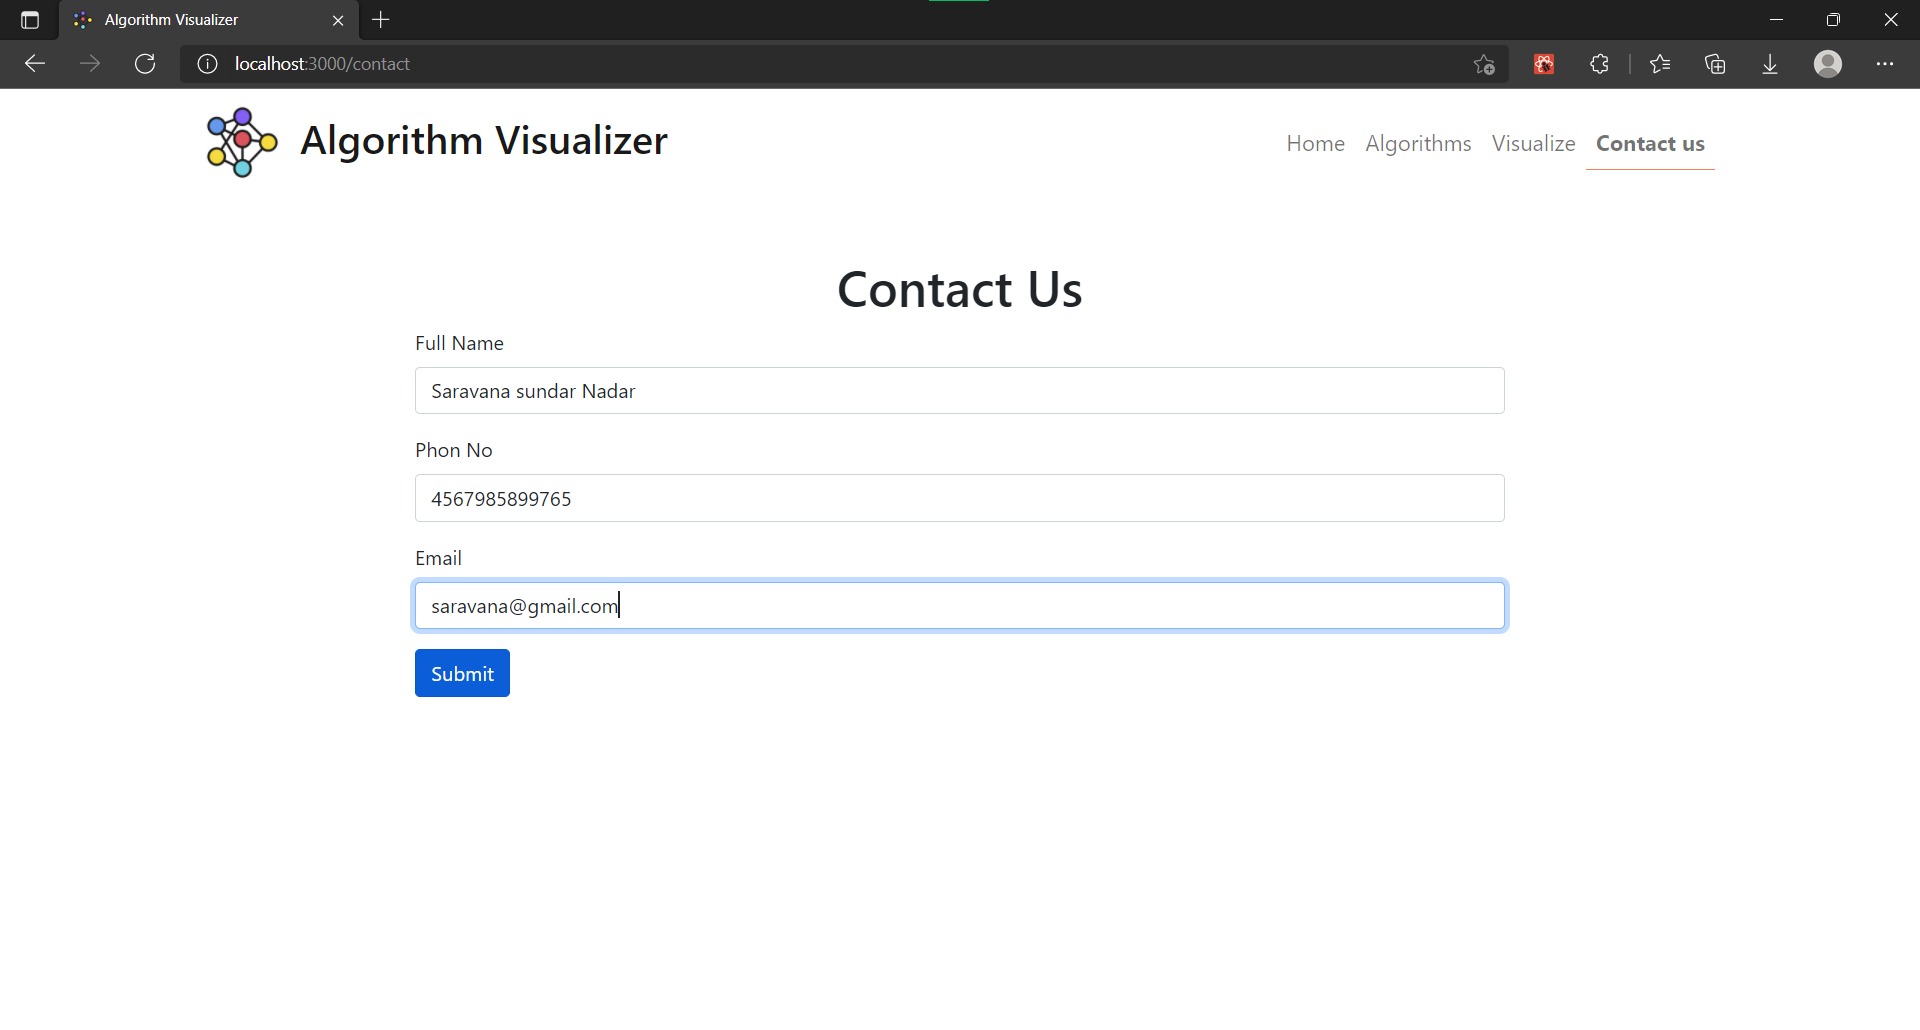 Algorithm Visualizer
localhost:3000/contact
Algorithm Visualizer
Home Algorithms Visualize Contact us
Contact Us
Full Name
Saravana sundar Nadar
Phon No
4567985899765
Email
saravana@gmail.com
Submit